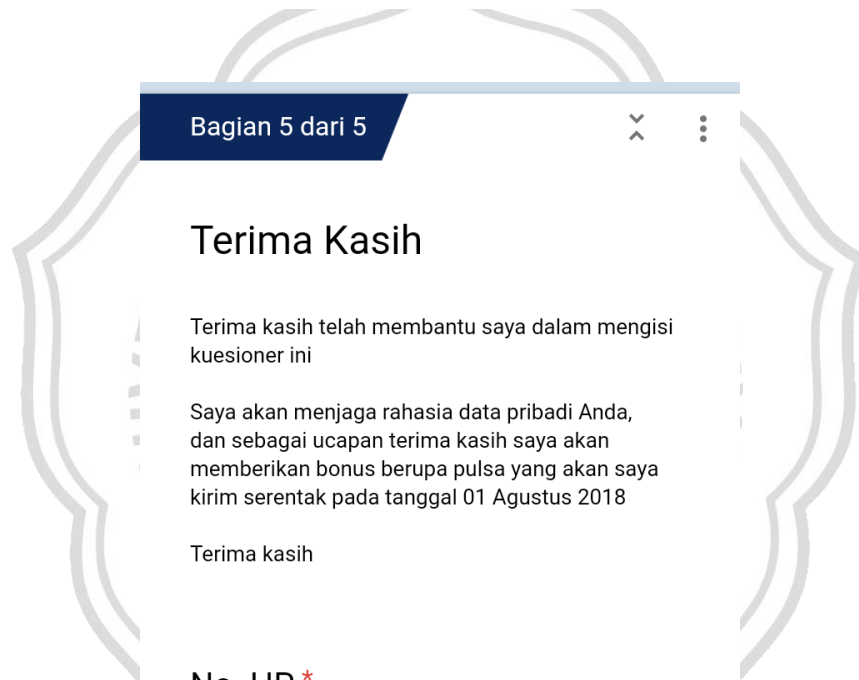 Bagian 5 dari 5
Terima Kasih
Terima kasih telah membantu saya dalam mengisi
kuesioner ini
Saya akan menjaga rahasia data pribadi Anda,
dan sebagai ucapan terima kasih saya akan
memberikan bonus berupa pulsa yang akan saya
kirim serentak pada tanggal 01 Agustus 2018
Terima kasih
No. HP *